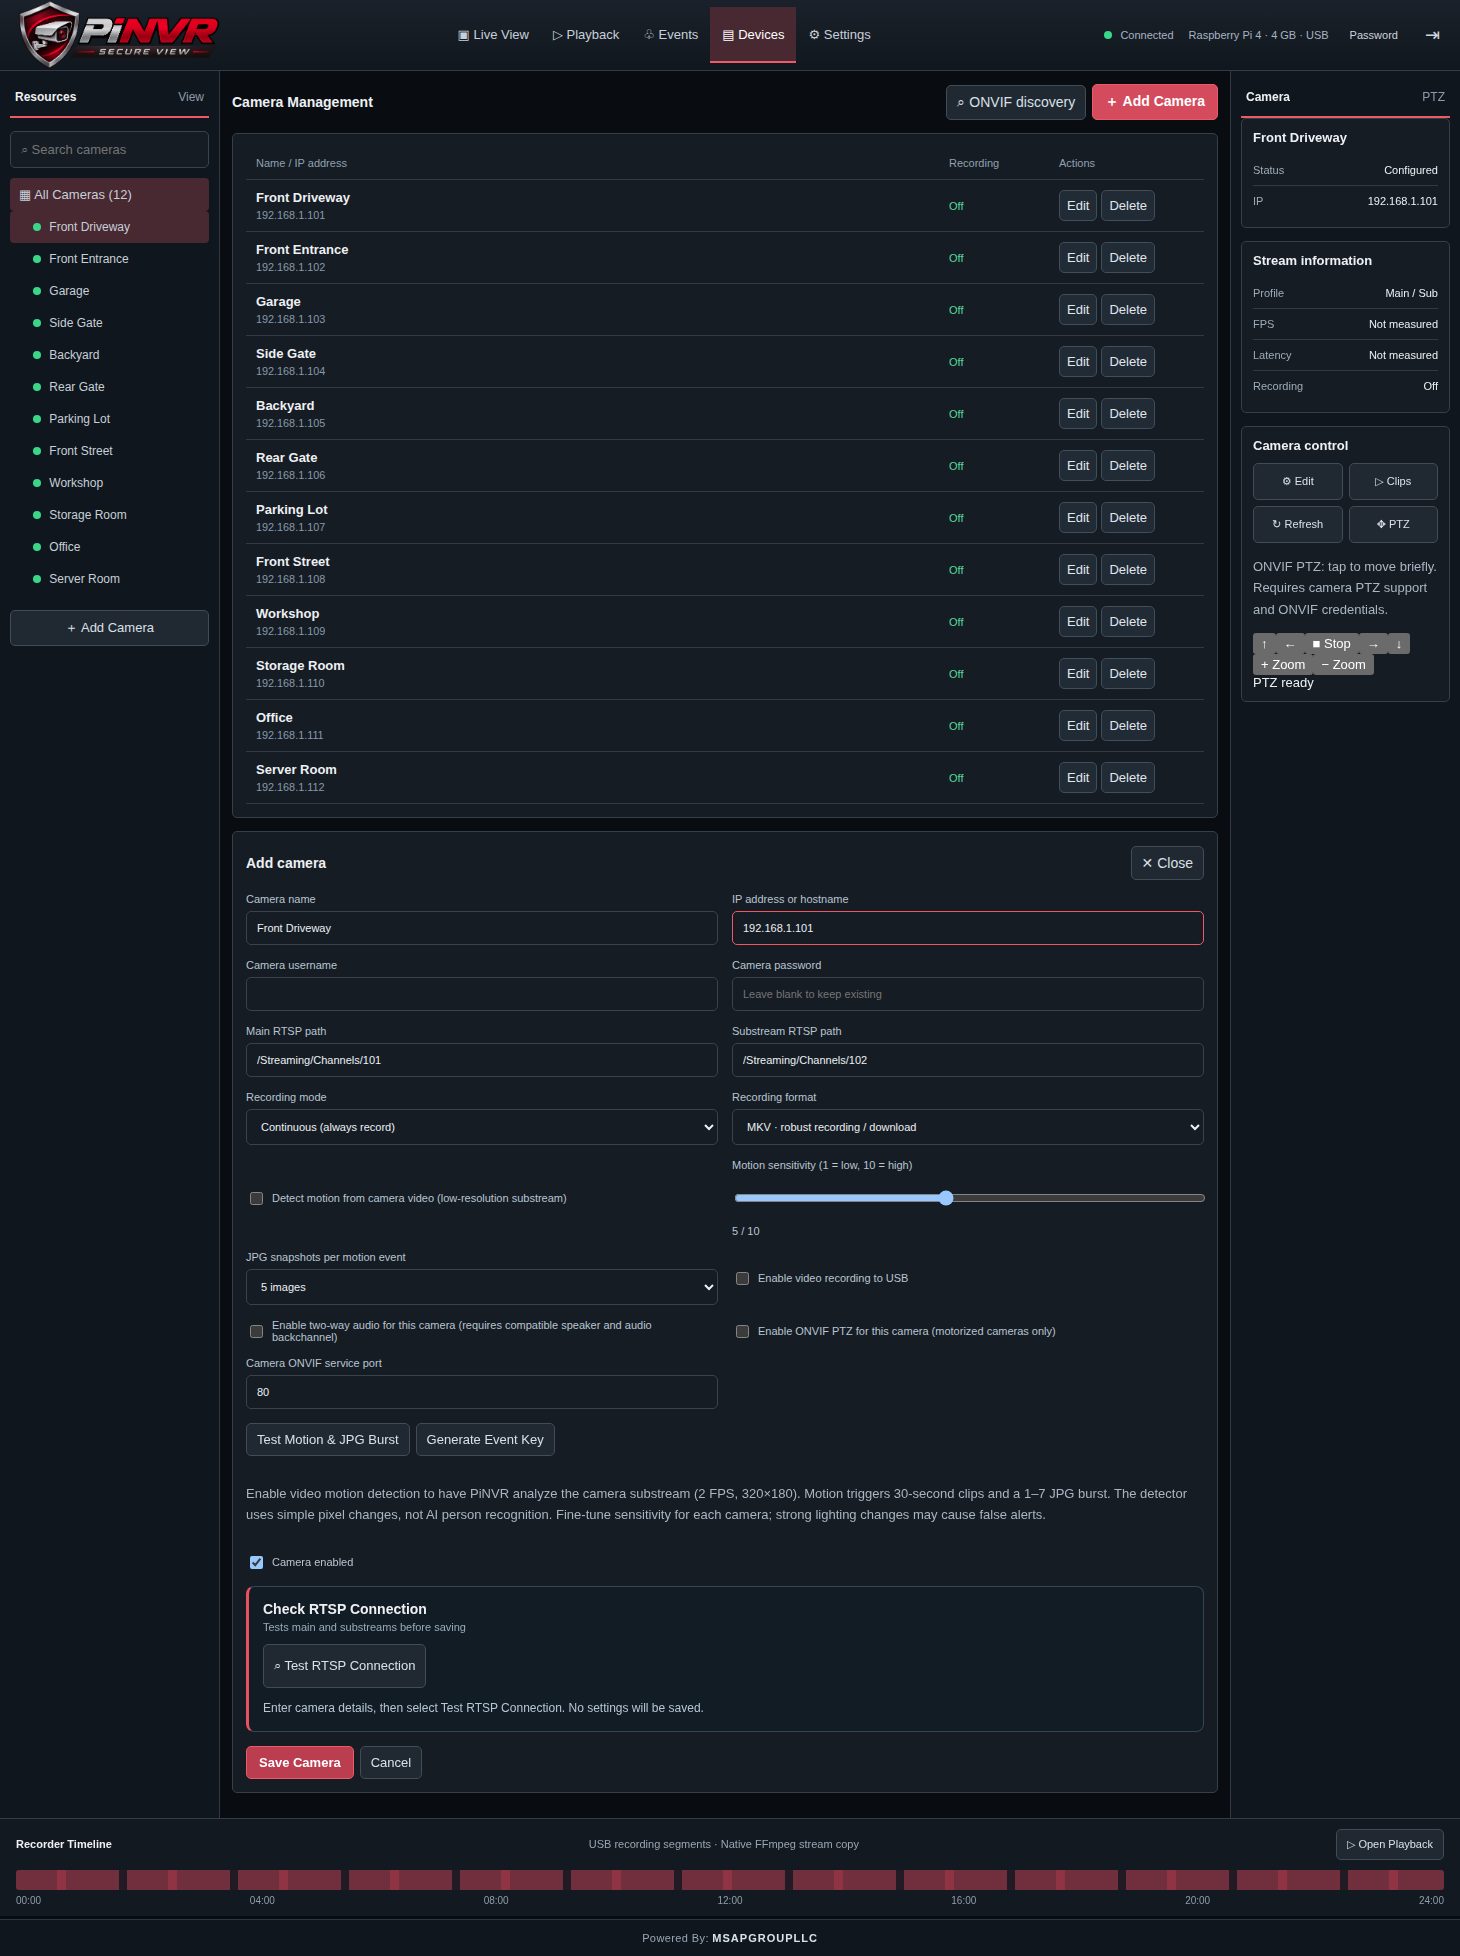 PiNVR
SECURE VIEW
▣ Live View
▷ Playback
♧ Events
▤ Devices
⚙ Settings
Connected
Raspberry Pi 4 · 4 GB · USB
Password
⇥
Resources
View
⌕ Search cameras
▦ All Cameras (12)
Front Driveway
Front Entrance
Garage
Side Gate
Backyard
Rear Gate
Parking Lot
Front Street
Workshop
Storage Room
Office
Server Room
+ Add Camera
Camera Management
⌕ ONVIF discovery
+ Add Camera
Name / IP address
Recording
Actions
Front Driveway
192.168.1.101
Off
Edit
Delete
Front Entrance
192.168.1.102
Off
Edit
Delete
Garage
192.168.1.103
Off
Edit
Delete
Side Gate
192.168.1.104
Off
Edit
Delete
Backyard
192.168.1.105
Off
Edit
Delete
Rear Gate
192.168.1.106
Off
Edit
Delete
Parking Lot
192.168.1.107
Off
Edit
Delete
Front Street
192.168.1.108
Off
Edit
Delete
Workshop
192.168.1.109
Off
Edit
Delete
Storage Room
192.168.1.110
Off
Edit
Delete
Office
192.168.1.111
Off
Edit
Delete
Server Room
192.168.1.112
Off
Edit
Delete
Add camera
✕ Close
Camera name
Front Driveway
IP address or hostname
192.168.1.101
Camera username
Camera password
Leave blank to keep existing
Main RTSP path
/Streaming/Channels/101
Substream RTSP path
/Streaming/Channels/102
Recording mode
Continuous (always record)
Recording format
MKV · robust recording / download
Detect motion from camera video (low-resolution substream)
Motion sensitivity (1 = low, 10 = high)
5 / 10
JPG snapshots per motion event
5 images
Enable video recording to USB
Enable two-way audio for this camera (requires compatible speaker and audio
backchannel)
Enable ONVIF PTZ for this camera (motorized cameras only)
Camera ONVIF service port
80
Test Motion & JPG Burst
Generate Event Key
Enable video motion detection to have PiNVR analyze the camera substream (2 FPS, 320×180). Motion triggers 30-second clips and a 1–7 JPG burst. The detector
uses simple pixel changes, not AI person recognition. Fine-tune sensitivity for each camera; strong lighting changes may cause false alerts.
Camera enabled
Check RTSP Connection
Tests main and substreams before saving
⌕ Test RTSP Connection
Enter camera details, then select Test RTSP Connection. No settings will be saved.
Save Camera
Cancel
Camera
PTZ
Front Driveway
Status
Configured
IP
192.168.1.101
Stream information
Profile
Main / Sub
FPS
Not measured
Latency
Not measured
Recording
Off
Camera control
⚙ Edit
▷ Clips
↻ Refresh
✥ PTZ
ONVIF PTZ: tap to move briefly.
Requires camera PTZ support
and ONVIF credentials.
↑ ← ■ Stop → ↓
+ Zoom − Zoom
PTZ ready
Recorder Timeline
USB recording segments · Native FFmpeg stream copy
▷ Open Playback
00:00
04:00
08:00
12:00
16:00
20:00
24:00
Powered By: MSAPGROUPLLC